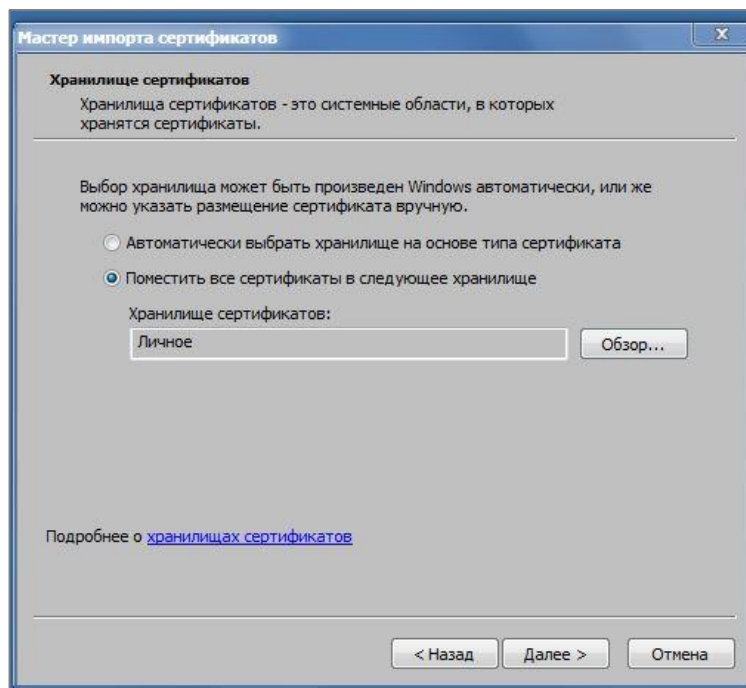 Мастер импорта сертификатов
Хранилище сертификатов
Хранилища сертификатов - это системные области, в которых
хранятся сертификаты.
Выбор хранилища может быть произведен Windows автоматически, или же
можно указать размещение сертификата вручную.
Автоматически выбрать хранилище на основе типа сертификата
Поместить все сертификаты в следующее хранилище
Хранилище сертификатов:
Личное
Обзор...
Подробнее о хранилищах сертификатов
< Назад
Далее >
Отмена